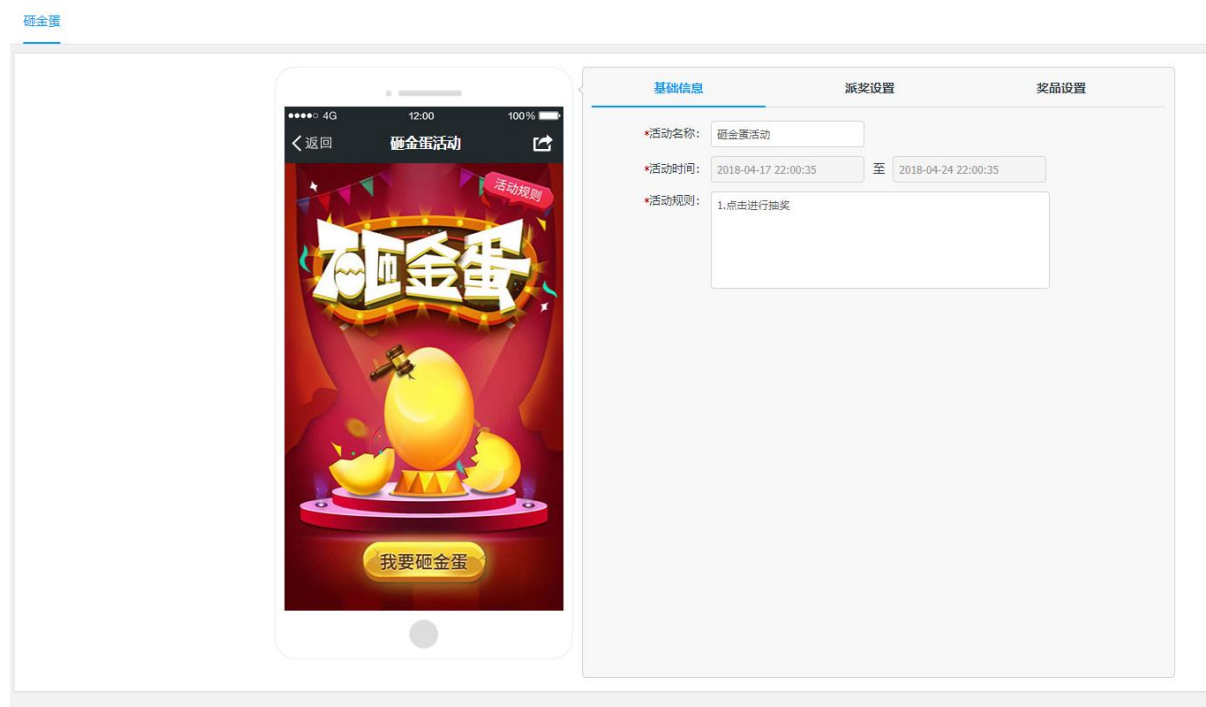 砸金蛋
基础信息 派奖设置 奖品设置
4G 12:00 100%
返回 砸金蛋活动
活动规则
砸金蛋
我要砸金蛋
*活动名称: 砸金蛋活动
*活动时间: 2018-04-17 22:00:35 至 2018-04-24 22:00:35
*活动规则: 1.点击进行抽奖